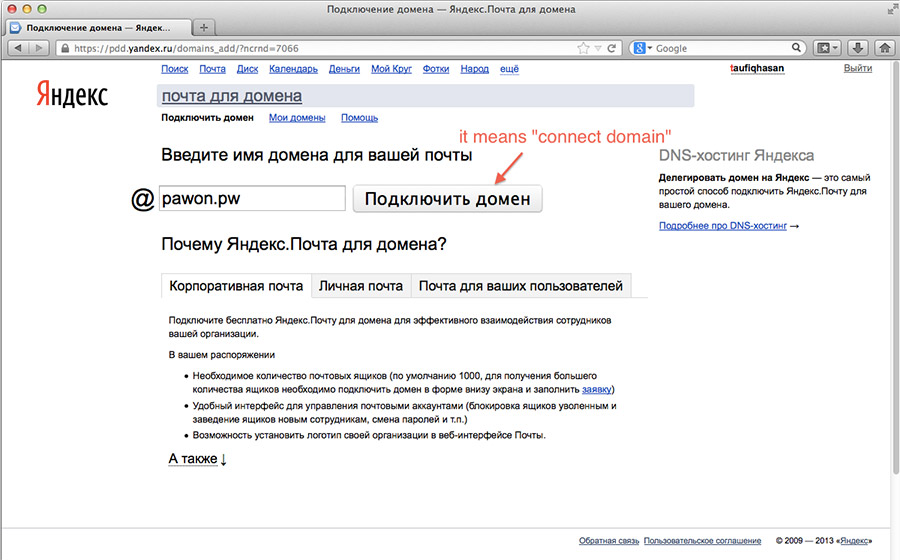 Подключение домена — Яндекс.Почта для домена
Подключение домена — Яндек...
https://pdd.yandex.ru/domains_add/?ncrnd=7066
Google
Поиск Почта Диск Календарь Деньги Мой Круг Фотки Народ ещё
taufiqhasan Выйти
Яндекс
почта для домена
Подключить домен Мои домены Помощь
it means "connect domain"
Введите имя домена для вашей почты
@ pawon.pw Подключить домен
DNS-хостинг Яндекса
Делегировать домен на Яндекс — это самый
простой способ подключить Яндекс.Почту для
вашего домена.
Подробнее про DNS-хостинг →
Почему Яндекс.Почта для домена?
Корпоративная почта Личная почта Почта для ваших пользователей
Подключите бесплатно Яндекс.Почту для домена для эффективного взаимодействия сотрудников
вашей организации.
В вашем распоряжении
• Необходимое количество почтовых ящиков (по умолчанию 1000, для получения большего
количества ящиков необходимо подключить домен в форме внизу экрана и заполнить заявку)
• Удобный интерфейс для управления почтовыми аккаунтами (блокировка ящиков уволенным и
заведение ящиков новым сотрудникам, смена паролей и т.п.)
• Возможность установить логотип своей организации в веб-интерфейсе Почты.
А также ↓
Обратная связь Пользовательское соглашение © 2009 — 2013 «Яндекс»